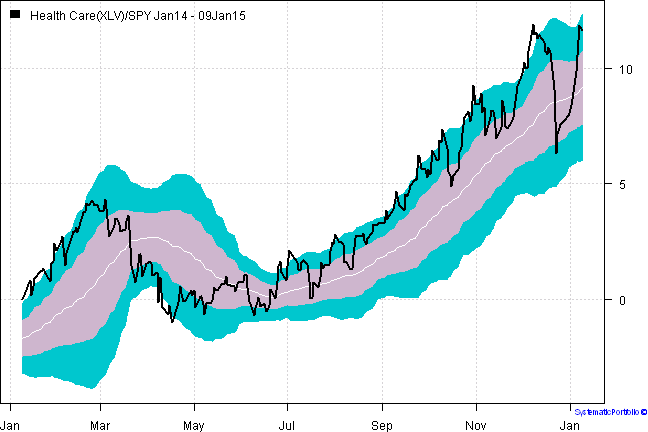 Health Care(XLV)/SPY Jan14 - 09Jan15
10
5
0
Jan Mar May Jul Sep Nov Jan
SystematicPortfolio ©